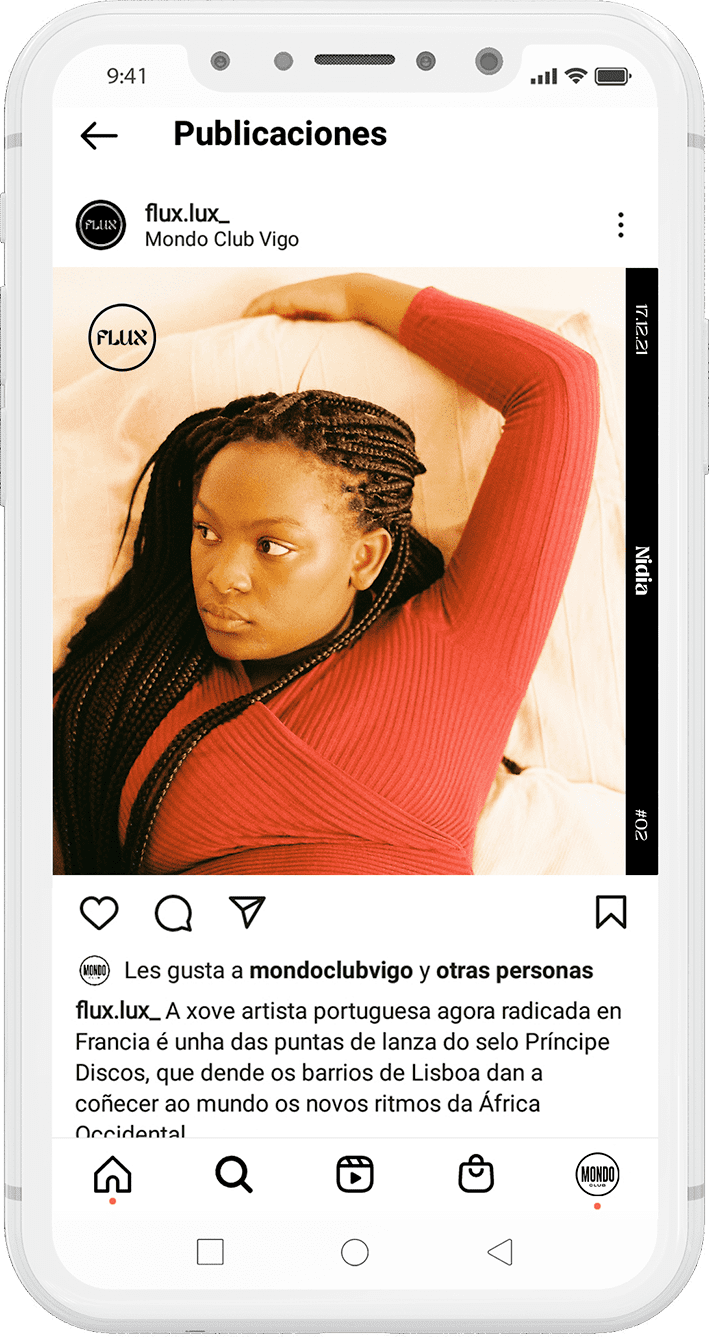 9:41
Publicaciones
FLUX
flux.lux_
Mondo Club Vigo
FLUX
17.12.21
Nidia
#02
MONDO
CLUB
Les gusta a mondoclubvigo y otras personas
flux.lux_ A xove artista portuguesa agora radicada en
Francia é unha das puntas de lanza do selo Príncipe
Discos, que dende os barrios de Lisboa dan a
coñecer ao mundo os novos ritmos da África
Occidental
MONDO
CLUB